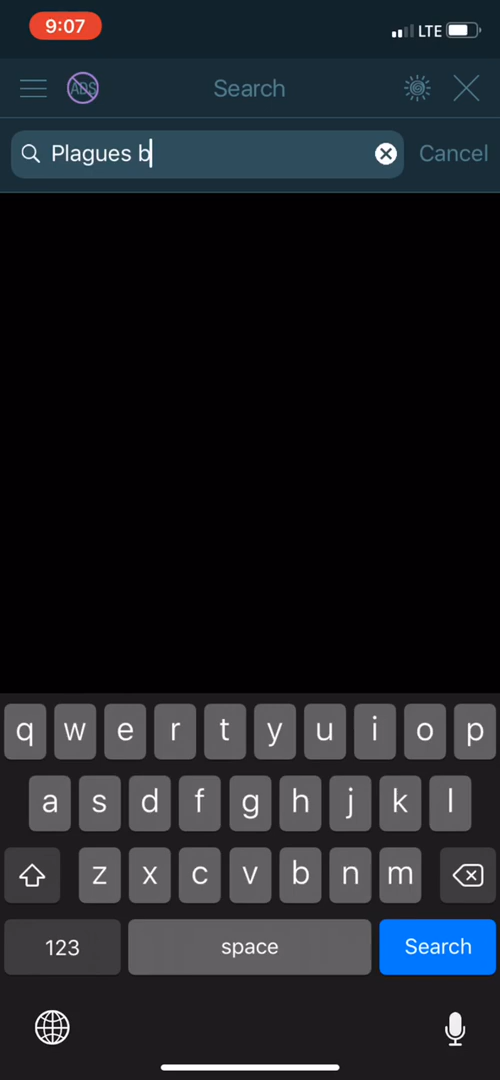 9:07
LTE
ADS
Search
Plagues b
Cancel
q w e r t y u i o p
a s d f g h j k l
z x c v b n m
123 space Search